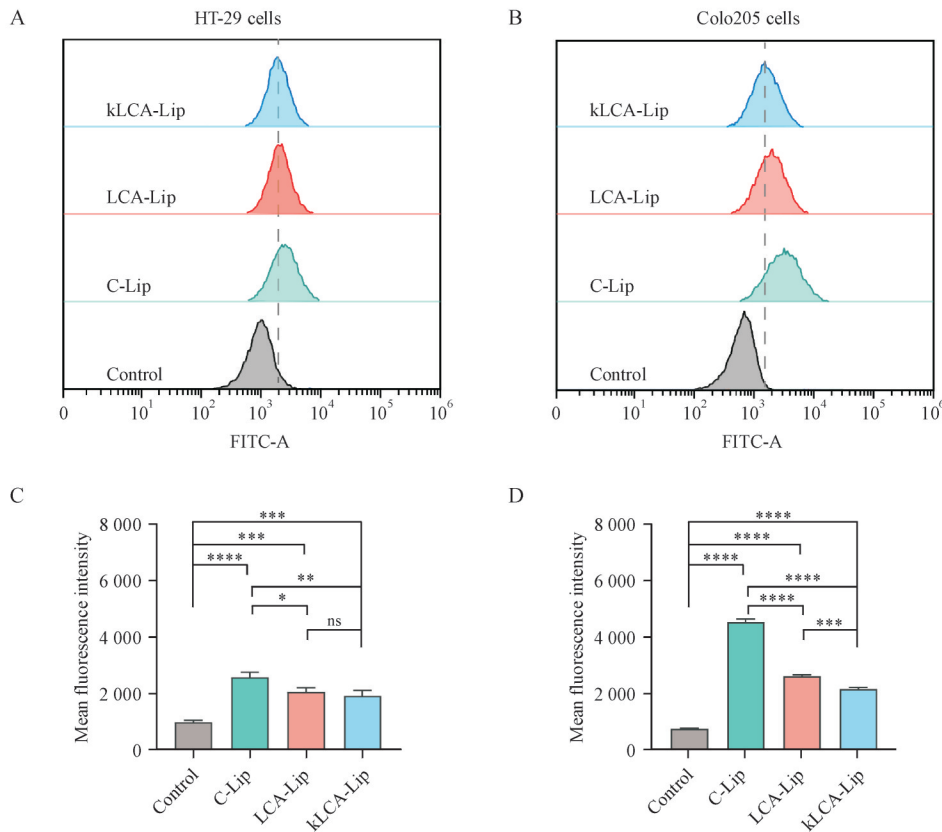 A
HT-29 cells
kLCA-Lip
LCA-Lip
C-Lip
Control
0 10¹ 10² 10³ 10⁴ 10⁵ 10⁶
FITC-A
B
Colo205 cells
kLCA-Lip
LCA-Lip
C-Lip
Control
0 10¹ 10² 10³ 10⁴ 10⁵ 10⁶
FITC-A
C
Mean fluorescence intensity
8 000
6 000
4 000
2 000
0
***
***
****
**
*
ns
Control C-Lip LCA-Lip kLCA-Lip
D
Mean fluorescence intensity
8 000
6 000
4 000
2 000
0
****
****
****
****
****
***
Control C-Lip LCA-Lip kLCA-Lip